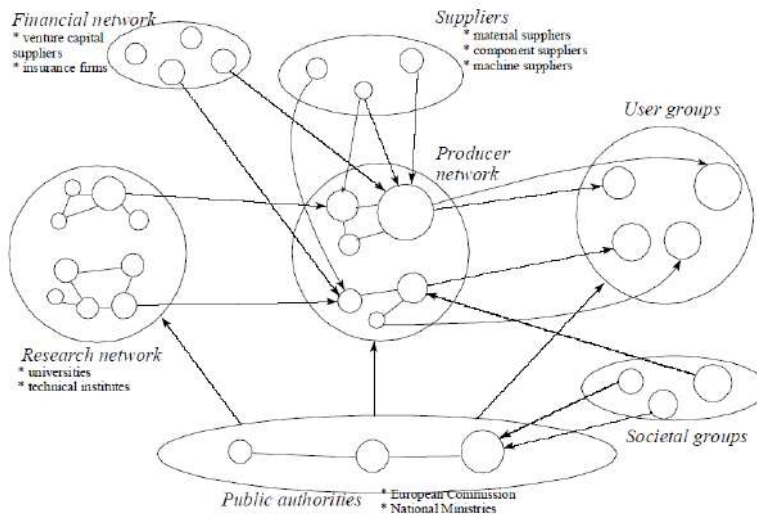 Financial network
* venture capital
suppliers
* insurance firms
Suppliers
* material suppliers
* component suppliers
* machine suppliers
User groups
Producer
network
Research network
* universities
* technical institutes
Societal groups
Public authorities
* European Commission
* National Ministries